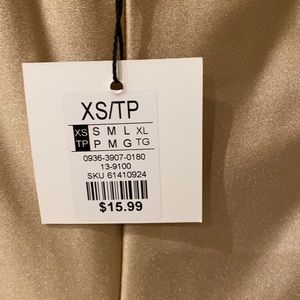 XS/TP
XS S M L XL
TP P M G TG
0936-3907-0180
13-9100
SKU 61410924
$15.99